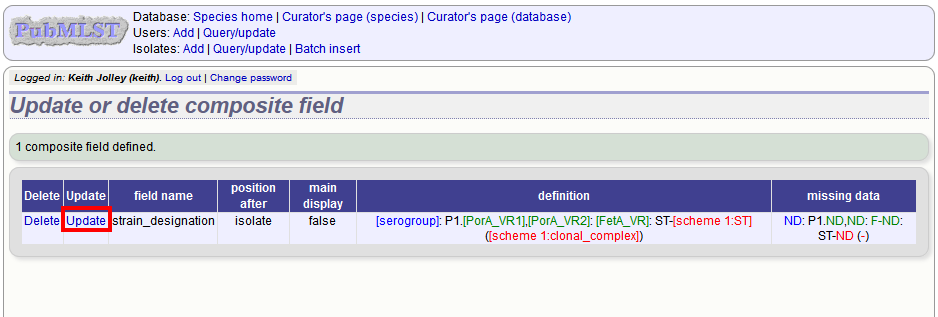 PubMLST
Database: Species home | Curator's page (species) | Curator's page (database)
Users: Add | Query/update
Isolates: Add | Query/update | Batch insert
Logged in: Keith Jolley (keith). Log out | Change password
Update or delete composite field
1 composite field defined.
Delete Update field name position after main display definition missing data
Delete Update strain_designation isolate false [serogroup]: P1.[PorA_VR1],[PorA_VR2]: [FetA_VR]: ST-[scheme 1:ST] ND: P1.ND,ND: F-ND:
([scheme 1:clonal_complex]) ST-ND (-)